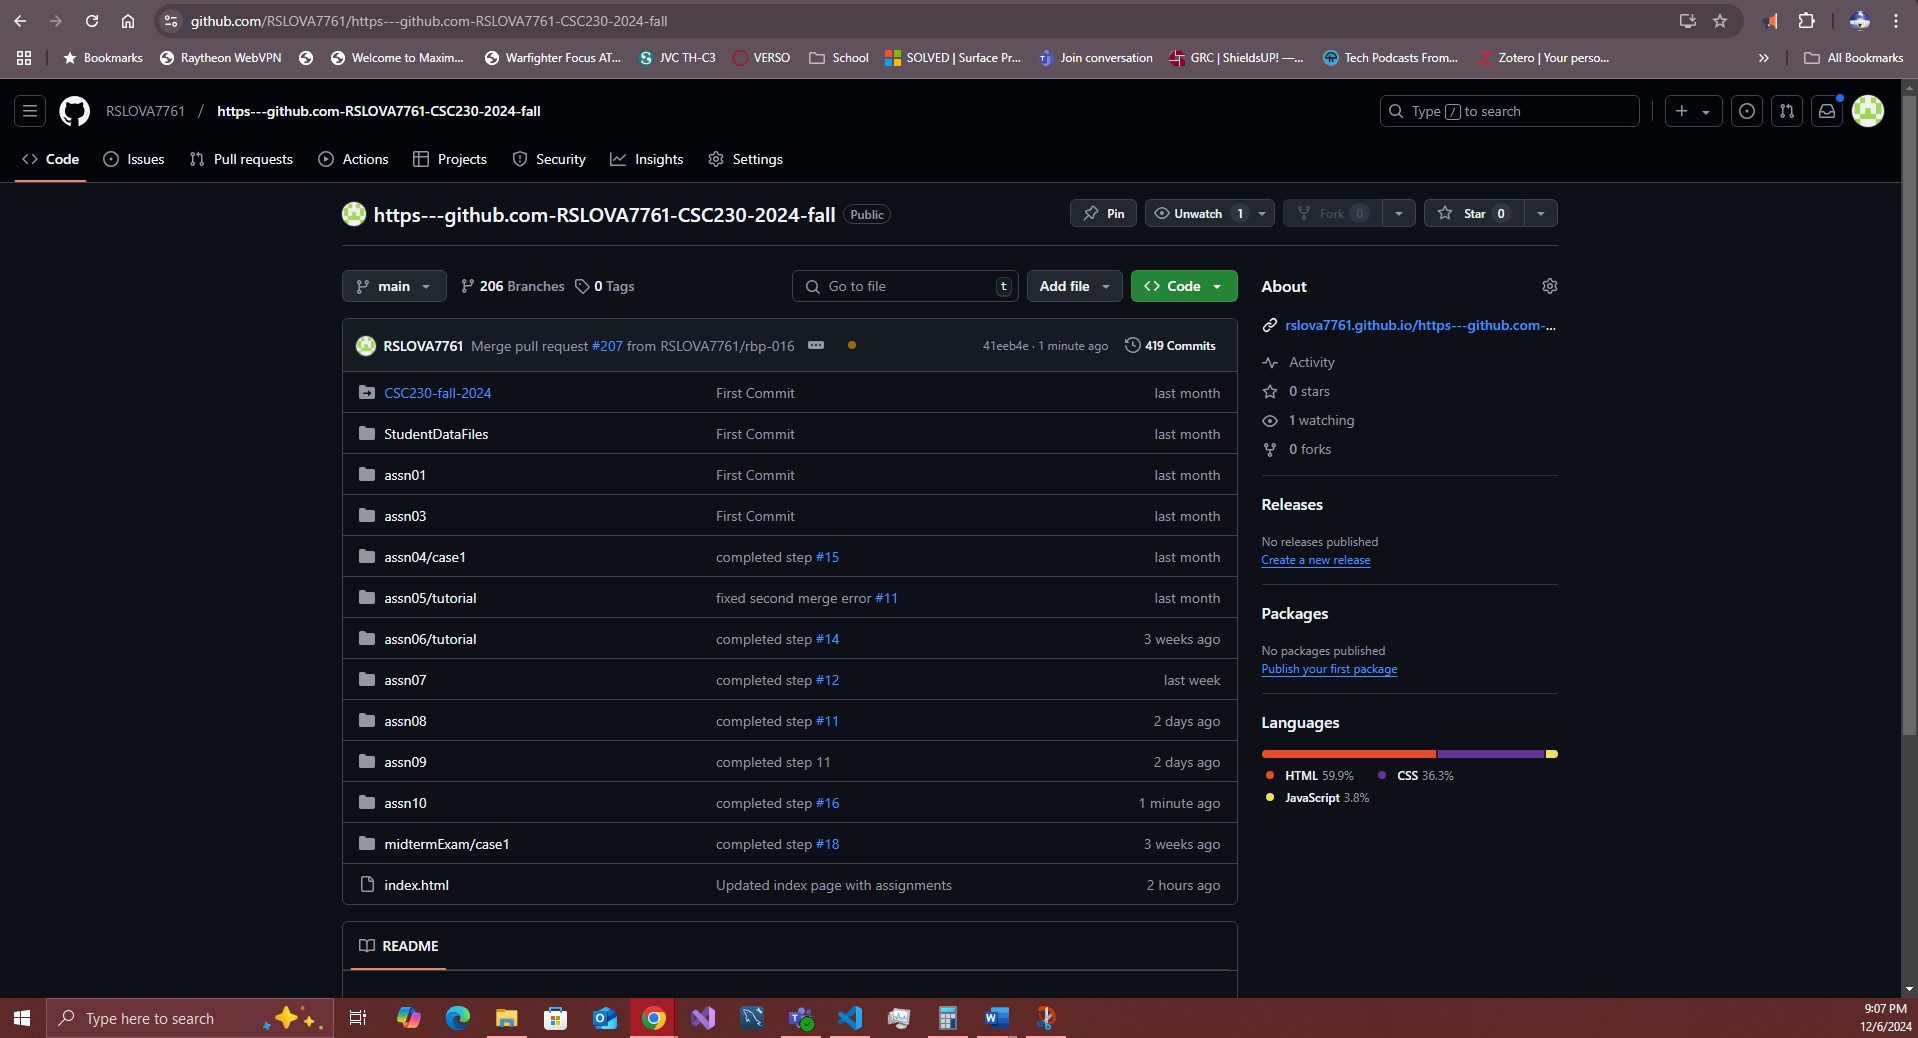 github.com/RSLOVA7761/https---github.com-RSLOVA7761-CSC230-2024-fall
Bookmarks Raytheon WebVPN Welcome to Maxim... Warfighter Focus AT... JVC TH-C3 VERSO School SOLVED | Surface Pr... Join conversation GRC | ShieldsUP! —... Tech Podcasts From... Zotero | Your perso... » All Bookmarks
RSLOVA7761 / https---github.com-RSLOVA7761-CSC230-2024-fall Type / to search
Code Issues Pull requests Actions Projects Security Insights Settings
https---github.com-RSLOVA7761-CSC230-2024-fall Public Pin Unwatch 1 Fork 0 Star 0
main 206 Branches 0 Tags Go to file t Add file Code
RSLOVA7761 Merge pull request #207 from RSLOVA7761/rbp-016 41eeb4e · 1 minute ago 419 Commits
CSC230-fall-2024 First Commit last month
StudentDataFiles First Commit last month
assn01 First Commit last month
assn03 First Commit last month
assn04/case1 completed step #15 last month
assn05/tutorial fixed second merge error #11 last month
assn06/tutorial completed step #14 3 weeks ago
assn07 completed step #12 last week
assn08 completed step #11 2 days ago
assn09 completed step 11 2 days ago
assn10 completed step #16 1 minute ago
midtermExam/case1 completed step #18 3 weeks ago
index.html Updated index page with assignments 2 hours ago
README
About
rslova7761.github.io/https---github.com-...
Activity
0 stars
1 watching
0 forks
Releases
No releases published
Create a new release
Packages
No packages published
Publish your first package
Languages
HTML 59.9% CSS 36.3%
JavaScript 3.8%
Type here to search
9:07 PM
12/6/2024